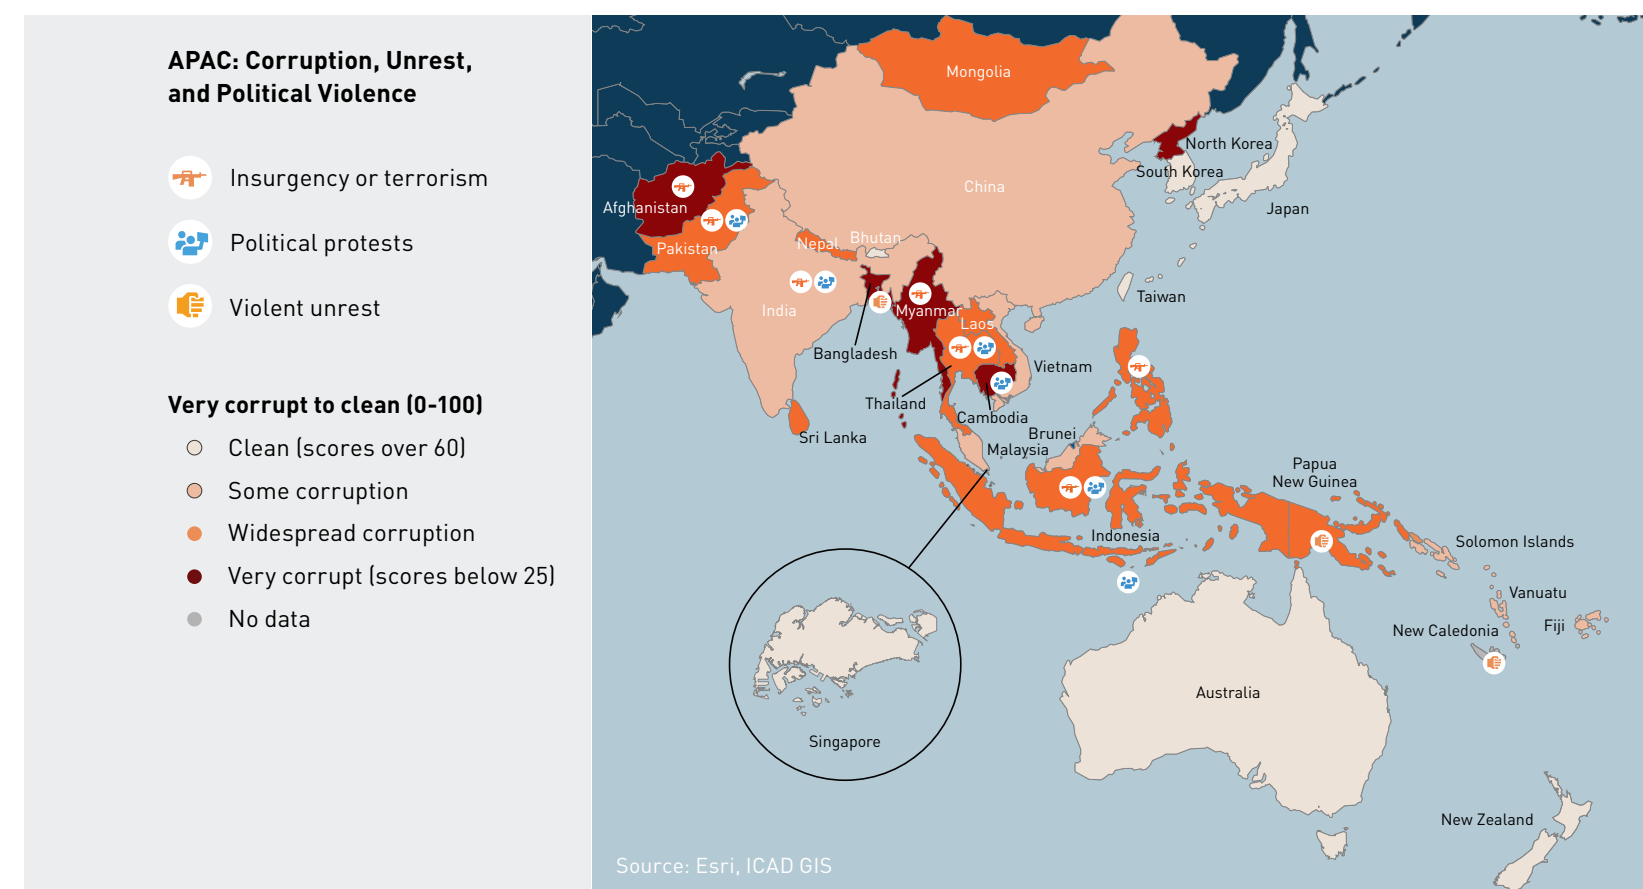 APAC: Corruption, Unrest,
and Political Violence
Insurgency or terrorism
Political protests
Violent unrest
Very corrupt to clean (0-100)
Clean (scores over 60)
Some corruption
Widespread corruption
Very corrupt (scores below 25)
No data
Mongolia
North Korea
South Korea
China
Japan
Afghanistan
Pakistan
Nepal
Bhutan
Taiwan
India
Myanmar
Laos
Bangladesh
Vietnam
Thailand
Cambodia
Sri Lanka
Brunei
Malaysia
Papua
New Guinea
Indonesia
Solomon Islands
Vanuatu
New Caledonia
Fiji
Australia
Singapore
New Zealand
Source: Esri, ICAD GIS